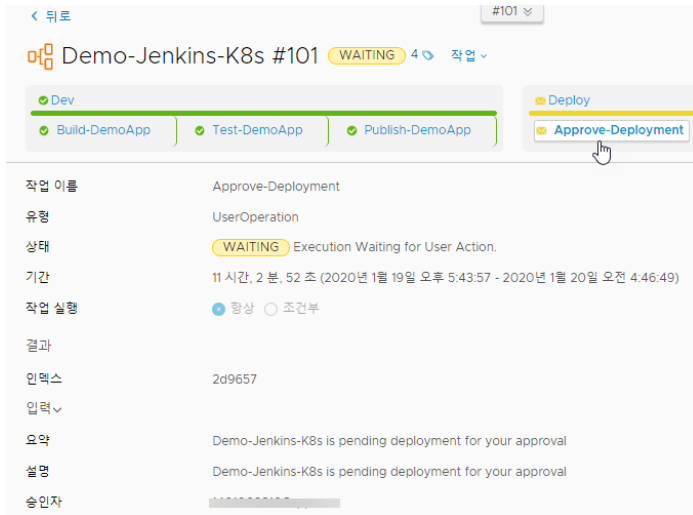 뒤로
#101
Demo-Jenkins-K8s #101 WAITING 4 작업
Dev
Deploy
Build-DemoApp Test-DemoApp Publish-DemoApp Approve-Deployment
작업 이름 Approve-Deployment
유형 UserOperation
상태 WAITING Execution Waiting for User Action.
기간 11 시간, 2 분, 52 초 (2020년 1월 19일 오후 5:43:57 - 2020년 1월 20일 오전 4:46:49)
작업 실행 항상 조건부
결과
인덱스 2d9657
입력
요약 Demo-Jenkins-K8s is pending deployment for your approval
설명 Demo-Jenkins-K8s is pending deployment for your approval
승인자